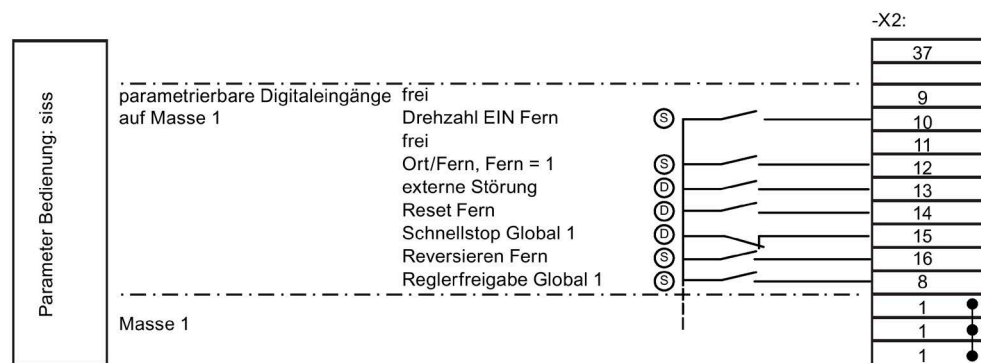 -X2:
37
Parameter Bedienung: siss
parametrierbare Digitaleingänge frei 9
auf Masse 1 Drehzahl EIN Fern S 10
frei 11
Ort/Fern, Fern = 1 S 12
externe Störung D 13
Reset Fern D 14
Schnellstop Global 1 D 15
Reversieren Fern S 16
Reglerfreigabe Global 1 S 8
1
Masse 1 1
1